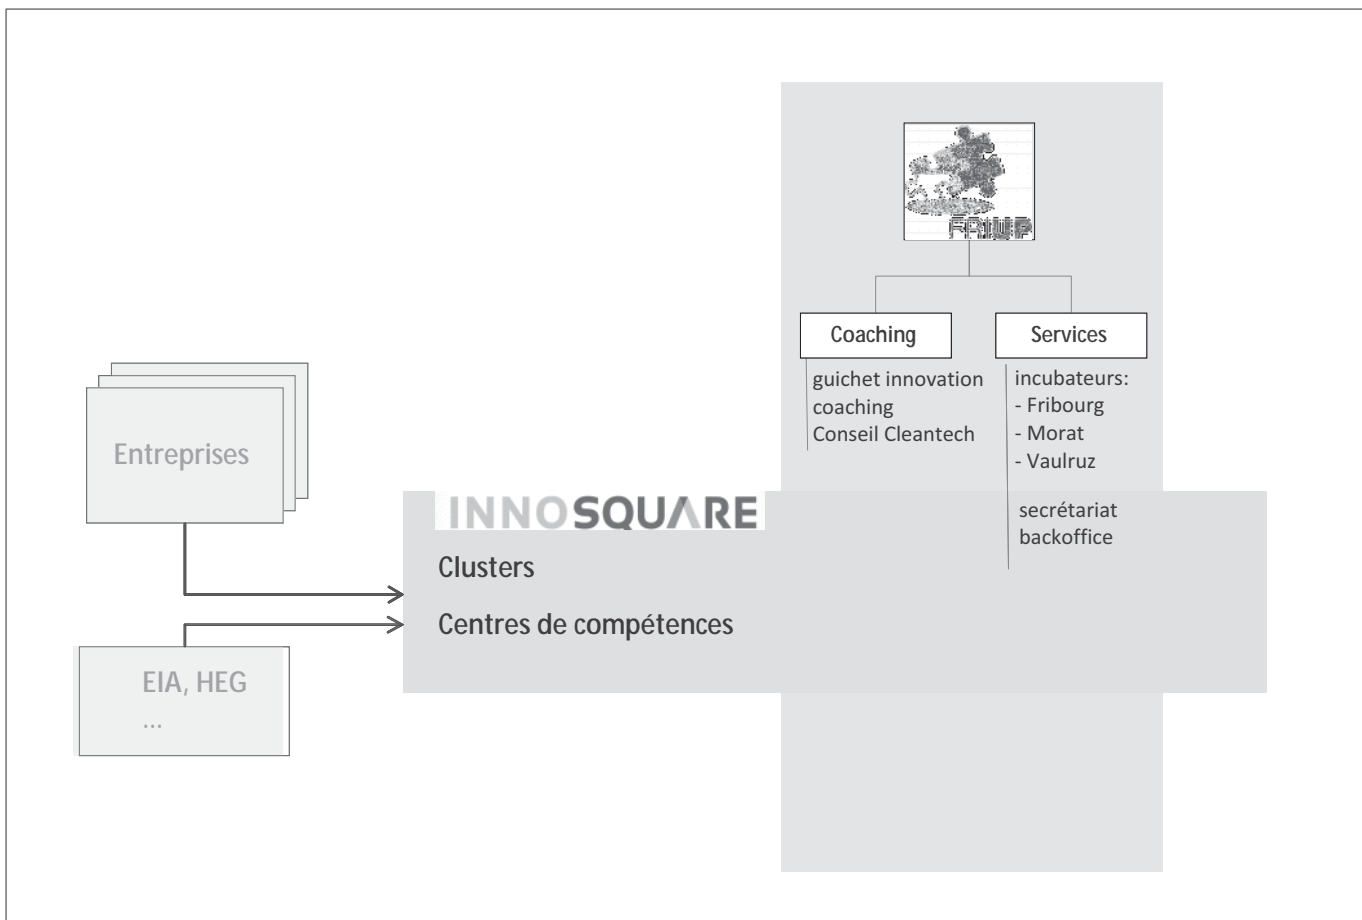 FRIUP
Coaching
Services
guichet innovation
coaching
Conseil Cleantech
incubateurs:
- Fribourg
- Morat
- Vaulruz
secrétariat
backoffice
Entreprises
INNOSQUARE
Clusters
Centres de compétences
EIA, HEG
...